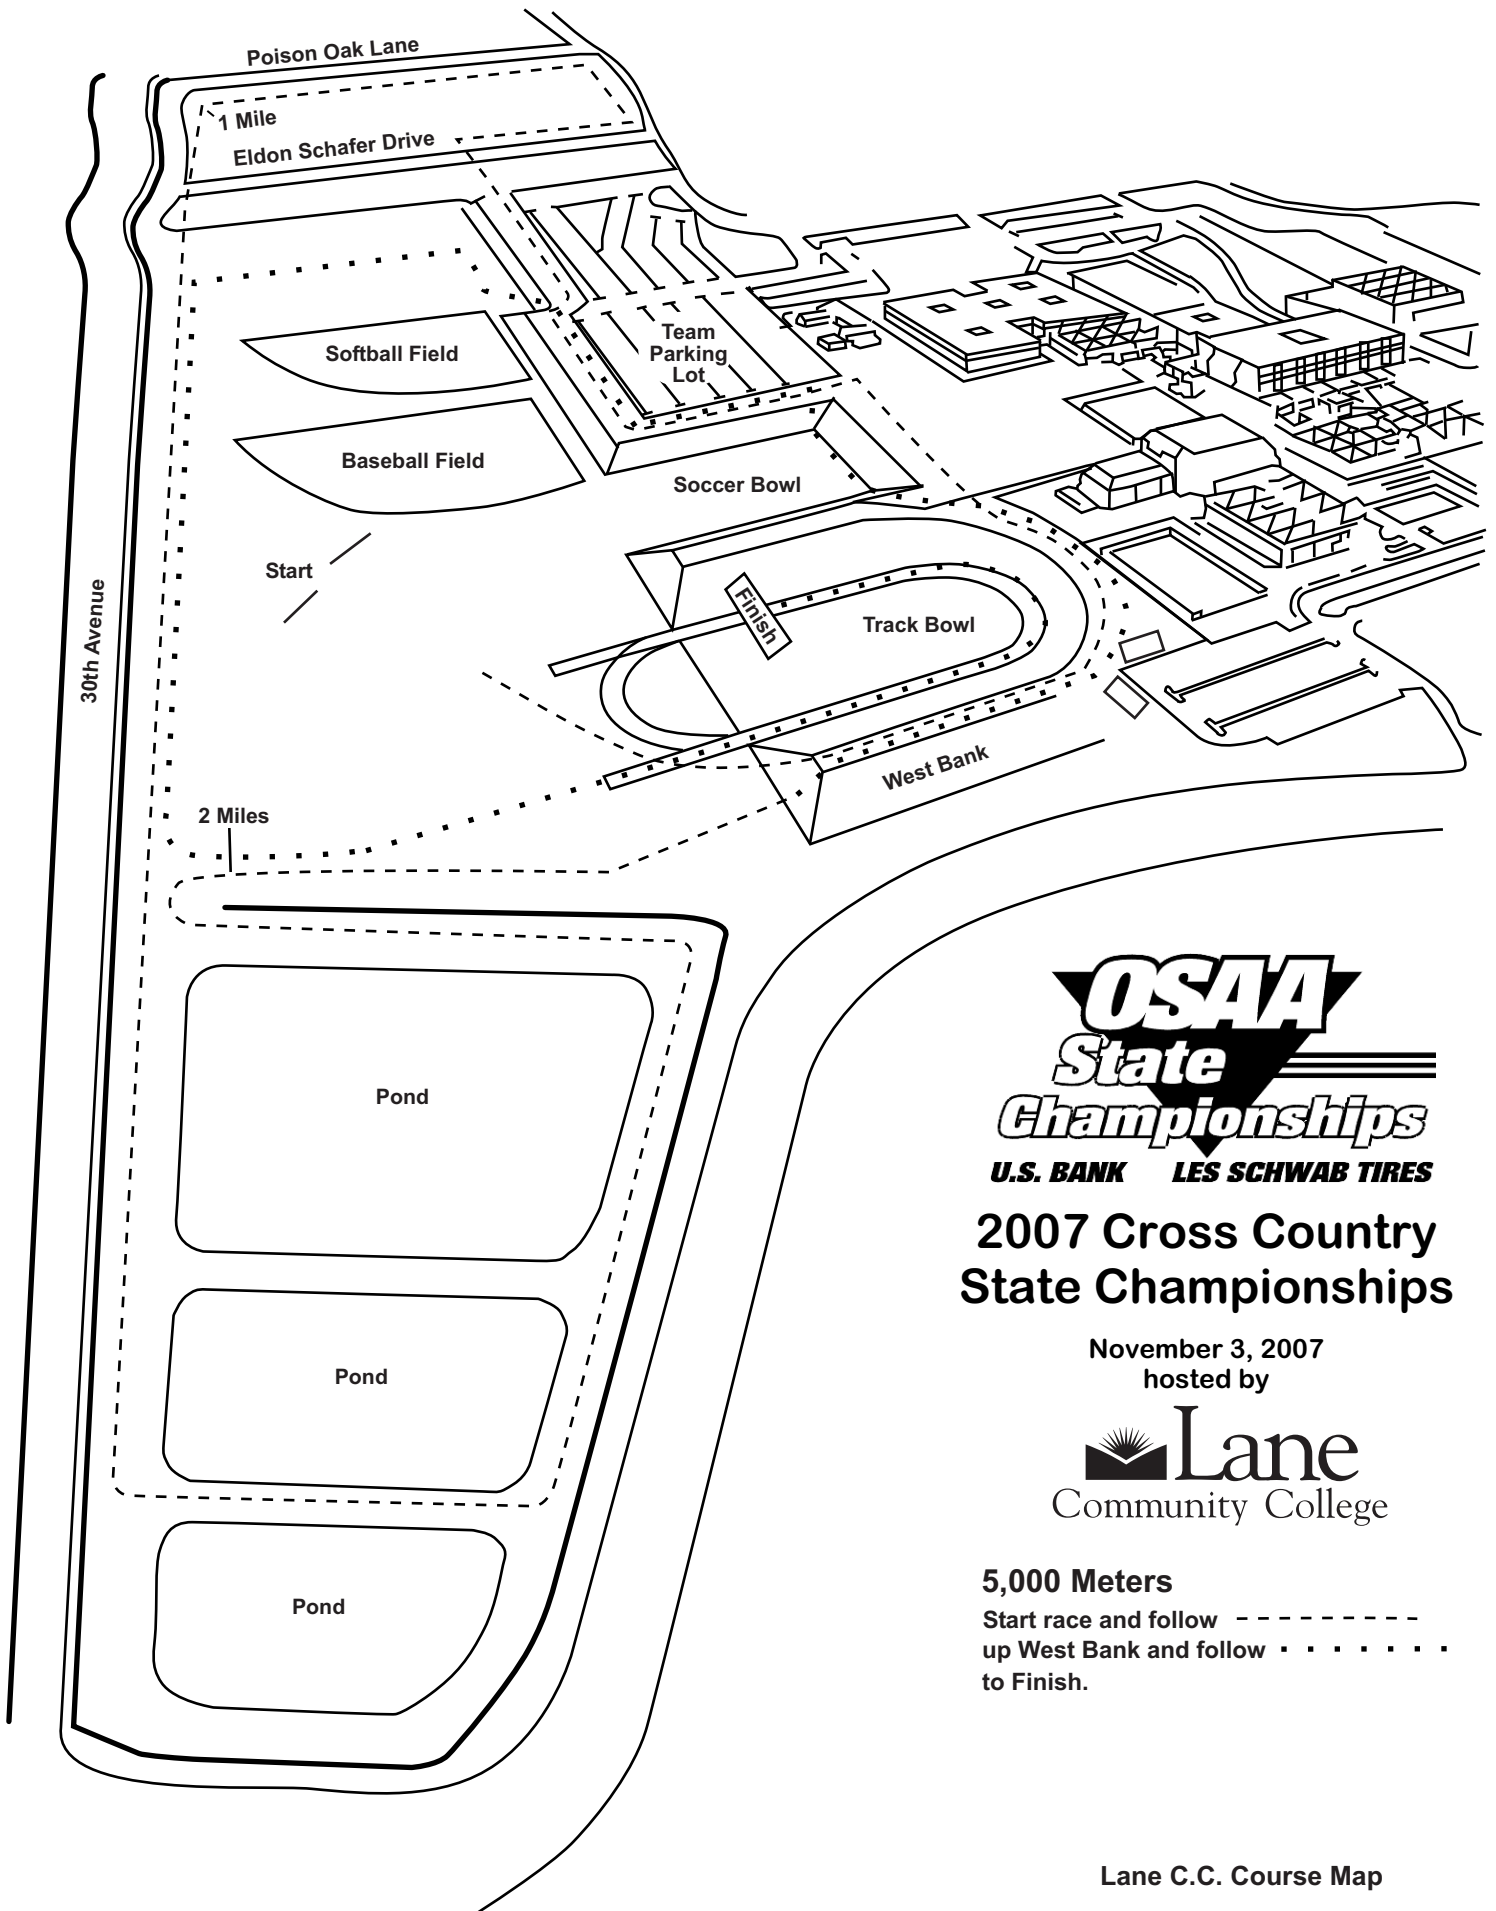 Poison Oak Lane
1 Mile
Eldon Schafer Drive
Team
Parking
Lot
Softball Field
Baseball Field
Soccer Bowl
Start
30th Avenue
Finish
Track Bowl
West Bank
2 Miles
Pond
Pond
Pond
OSAA
State
Championships
U.S. BANK LES SCHWAB TIRES
2007 Cross Country
State Championships
November 3, 2007
hosted by
Lane
Community College
5,000 Meters
Start race and follow
up West Bank and follow
to Finish.
Lane C.C. Course Map